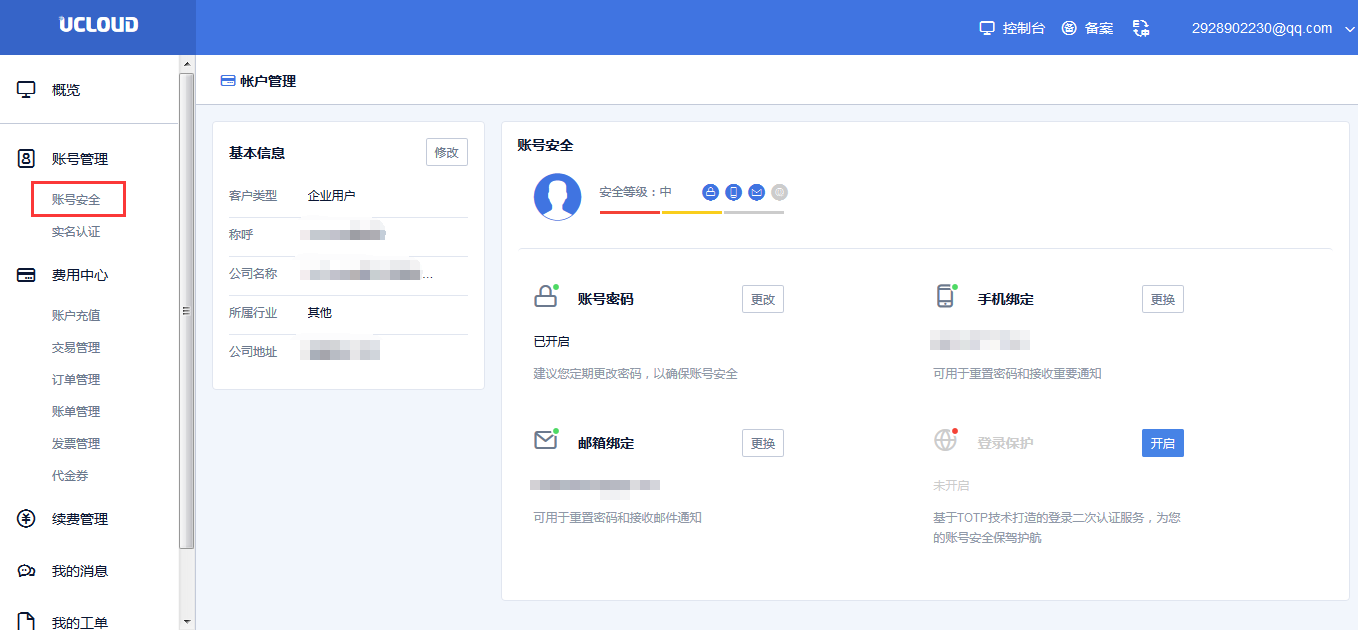 UCLOUD
控制台
备案
2928902230@qq.com
概览
账号管理
账号安全
实名认证
费用中心
账户充值
交易管理
订单管理
账单管理
发票管理
代金券
续费管理
我的消息
我的工单
帐户管理
基本信息
修改
客户类型 企业用户
称呼
公司名称 ...
所属行业 其他
公司地址
账号安全
安全等级：中
账号密码
更改
已开启
建议您定期更改密码，以确保账号安全
手机绑定
更换
可用于重置密码和接收重要通知
邮箱绑定
更换
可用于重置密码和接收邮件通知
登录保护
开启
未开启
基于TOTP技术打造的登录二次认证服务，为您
的账号安全保驾护航